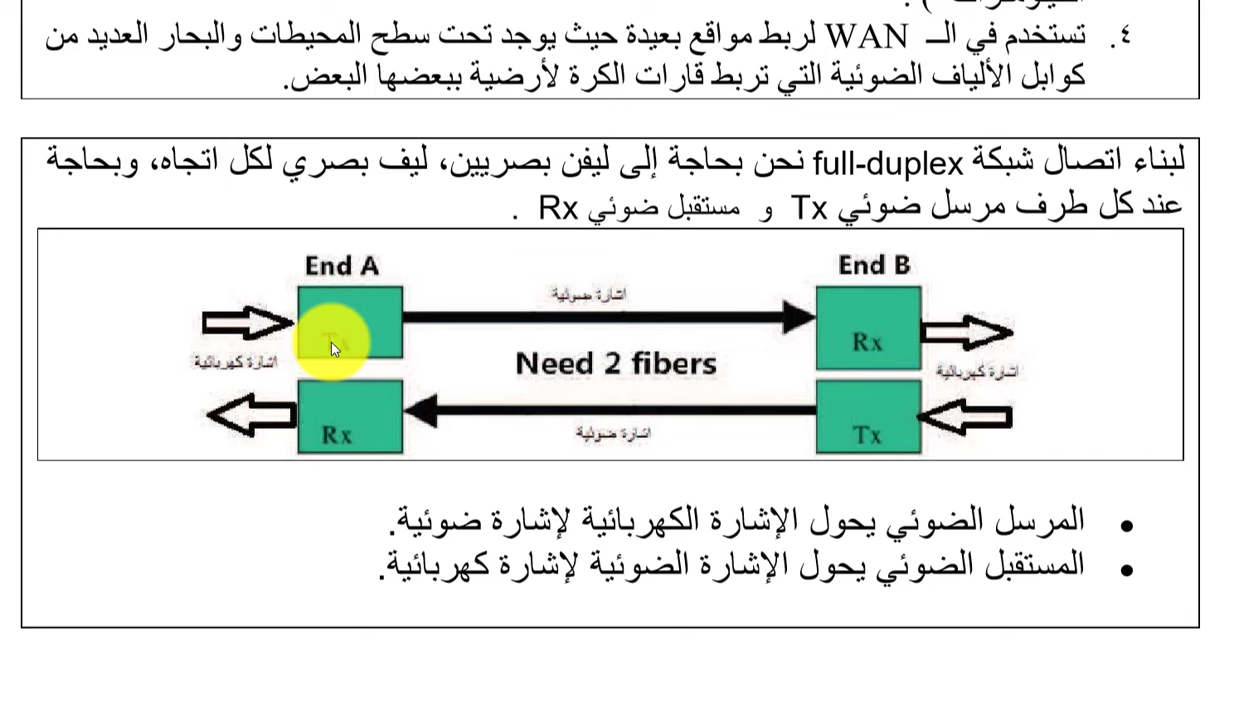 ٤. تستخدم في الـ WAN لربط مواقع بعيدة حيث يوجد تحت سطح المحيطات والبحار العديد من
كوابل الألياف الضوئية التي تربط قارات الكرة لأرضية ببعضها البعض.
لبناء اتصال شبكة full-duplex نحن بحاجة إلى ليفن بصريين، ليف بصري لكل اتجاه، وبحاجة
عند كل طرف مرسل ضوئي Tx و مستقبل ضوئي Rx .
End A
End B
اشارة ضوئية
Tx
Rx
اشارة كهربائية
Need 2 fibers
اشارة كهربائية
Rx
اشارة ضوئية
Tx
• المرسل الضوئي يحول الإشارة الكهربائية لإشارة ضوئية.
• المستقبل الضوئي يحول الإشارة الضوئية لإشارة كهربائية.